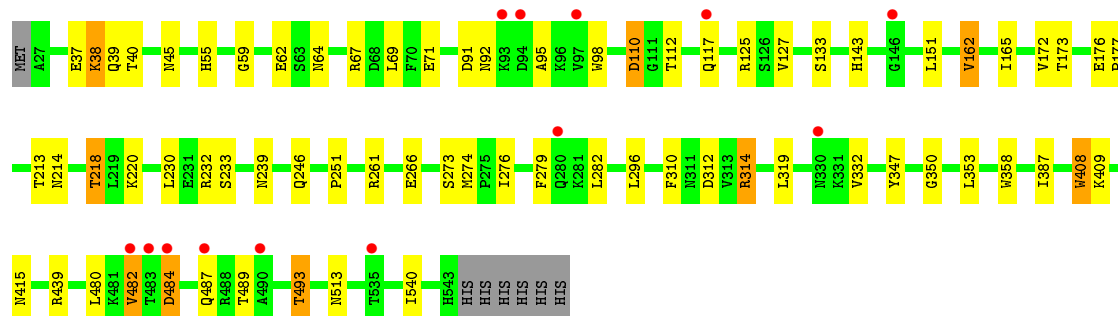 MET A27 E37 K38 Q39 T40 N45 H55 G59 E62 S63 N64 R67 D68 L69 F70 E71 D91 N92 K93 D94 A95 K96 V97 W98 D110 G111 T112 Q117 R125 S126 V127 S133 H143 G146 L151 V162 I165 V172 T173 E176
T213 N214 T218 L219 K220 L230 E231 R232 S233 N239 Q246 P251 R261 E266 S273 M274 P275 I276 F279 Q280 K281 L282 L296 F310 N311 D312 V313 R314 L319 N330 K331 V332 Y347 G350 L353 W358 I387 W408 K409
N415 R439 L480 K481 V482 T483 D484 Q487 R488 T489 A490 T493 N513 T535 I540 H543 HIS HIS HIS HIS HIS HIS